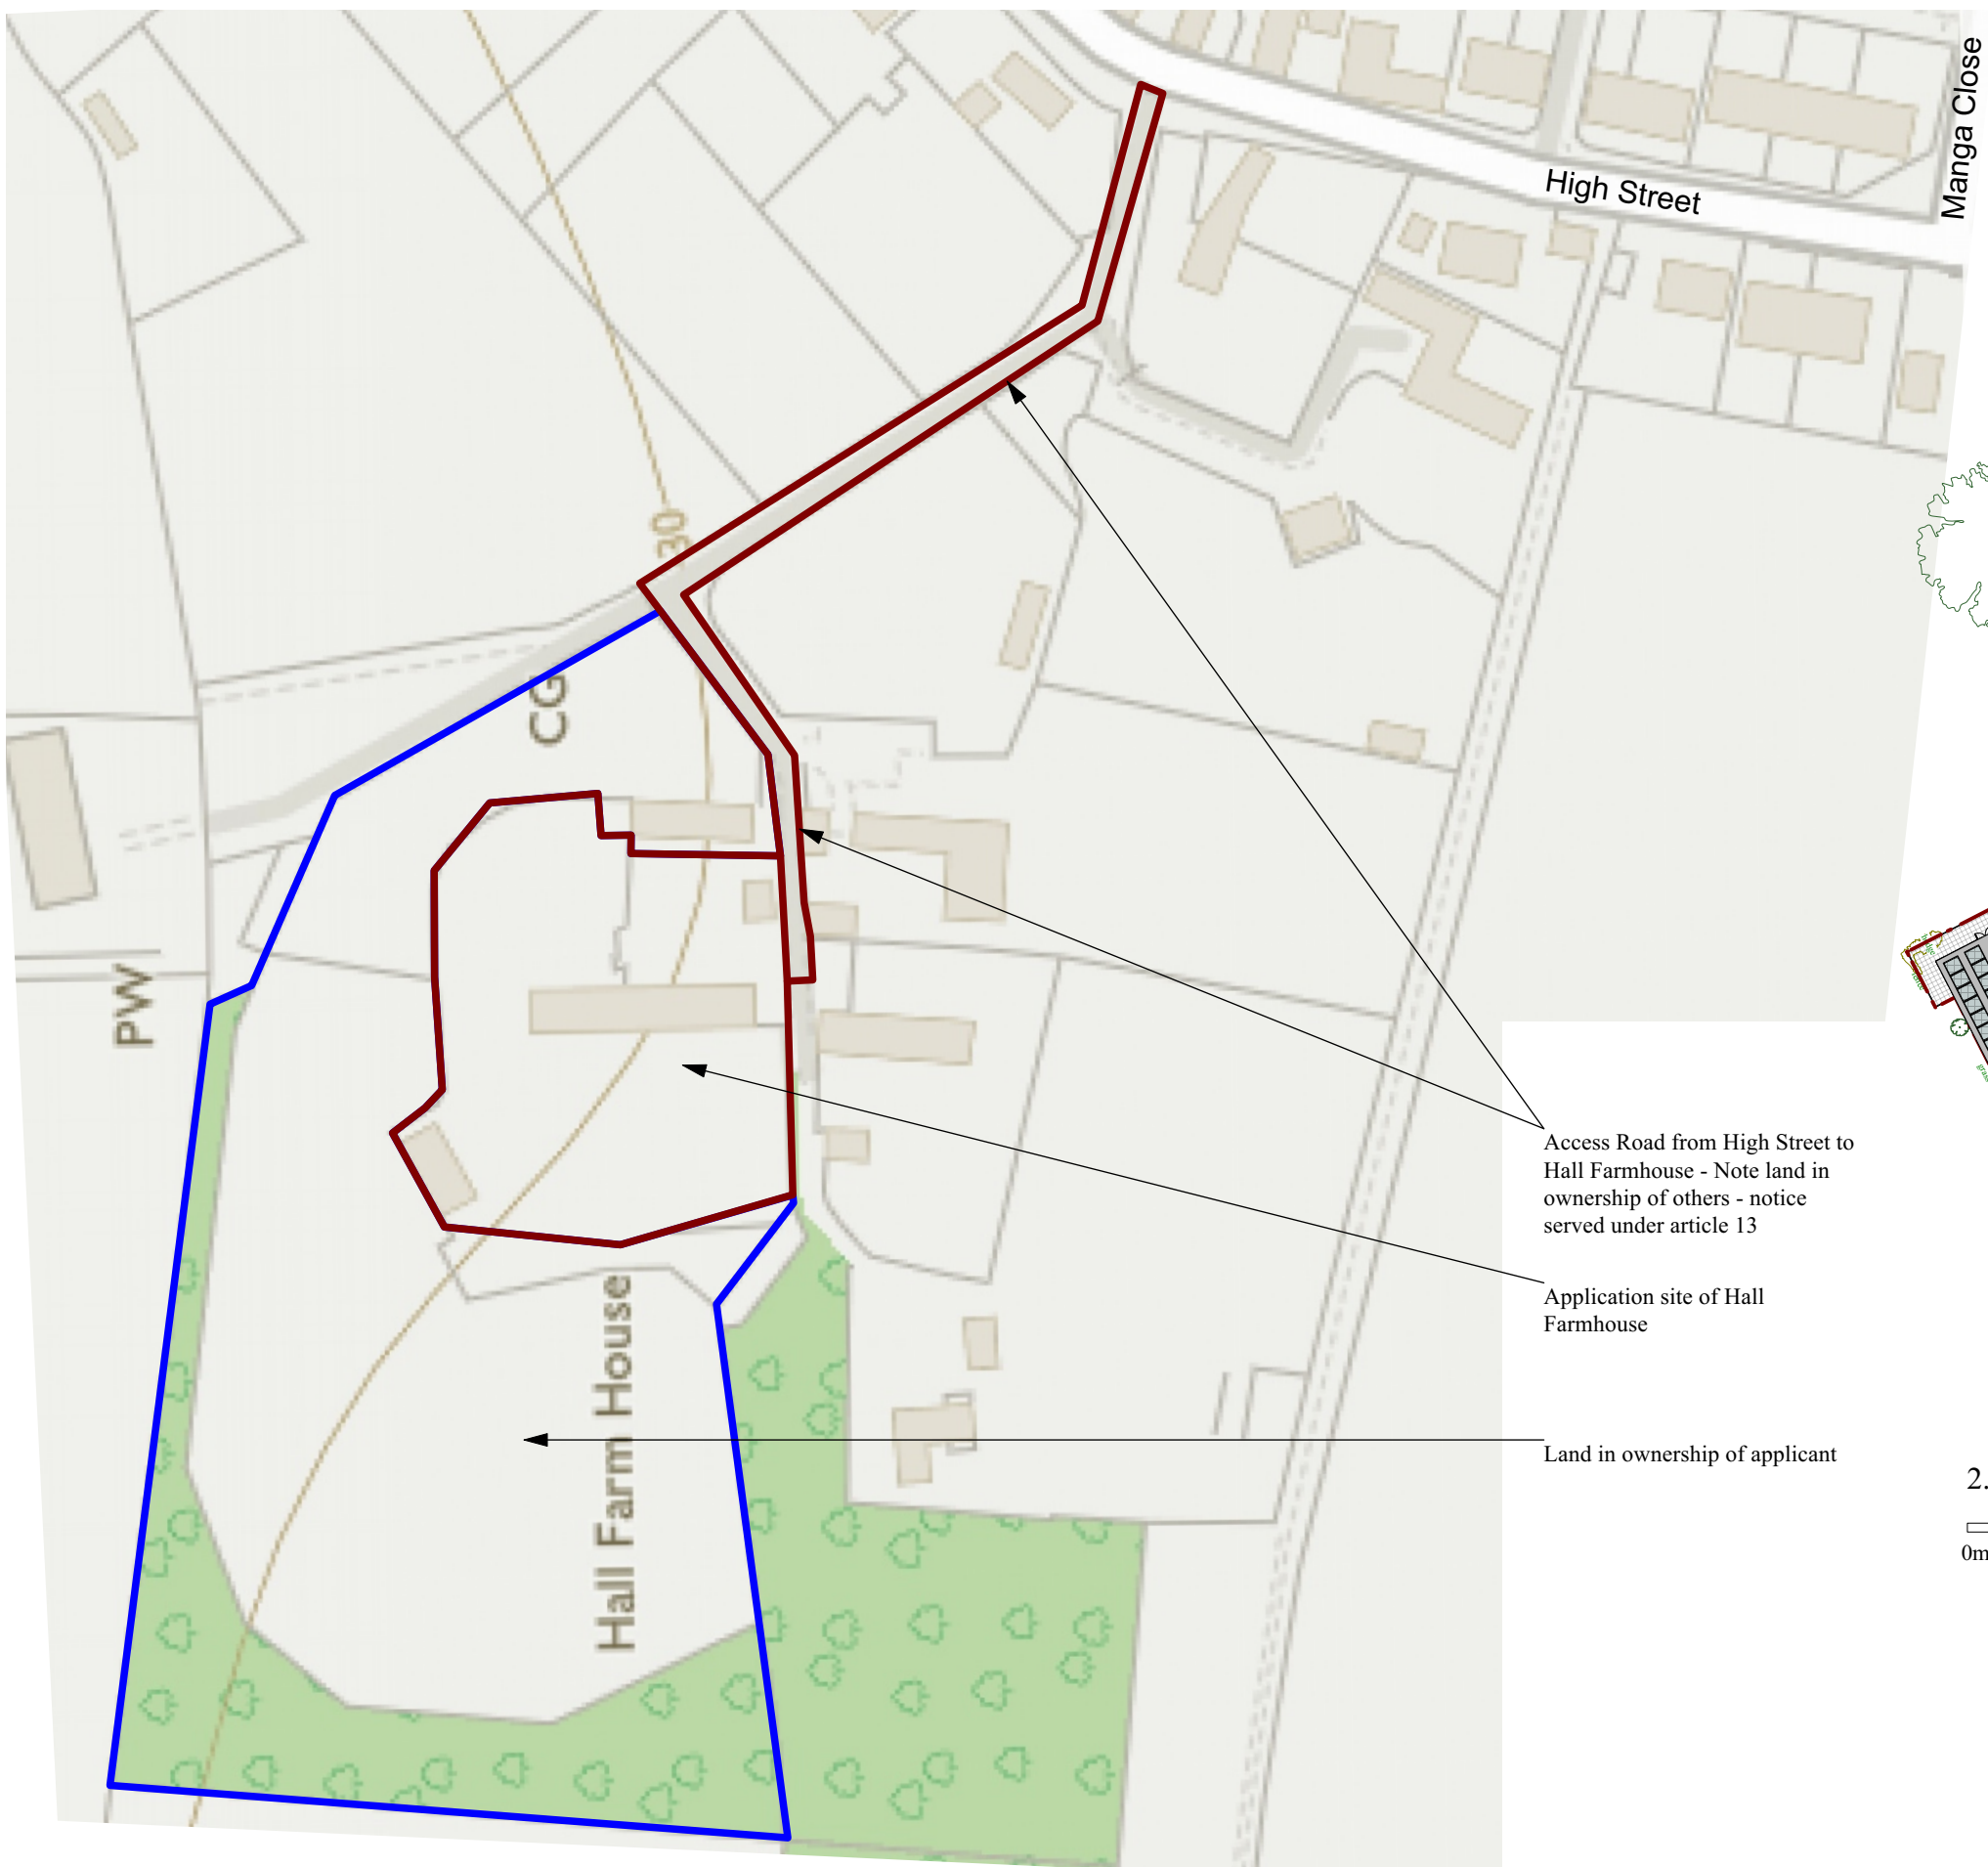 Manga Close
High Street
30
CG
PW
Access Road from High Street to
Hall Farmhouse - Note land in
ownership of others - notice
served under article 13
Application site of Hall
Farmhouse
Hall Farm House
Land in ownership of applicant
2.
0m